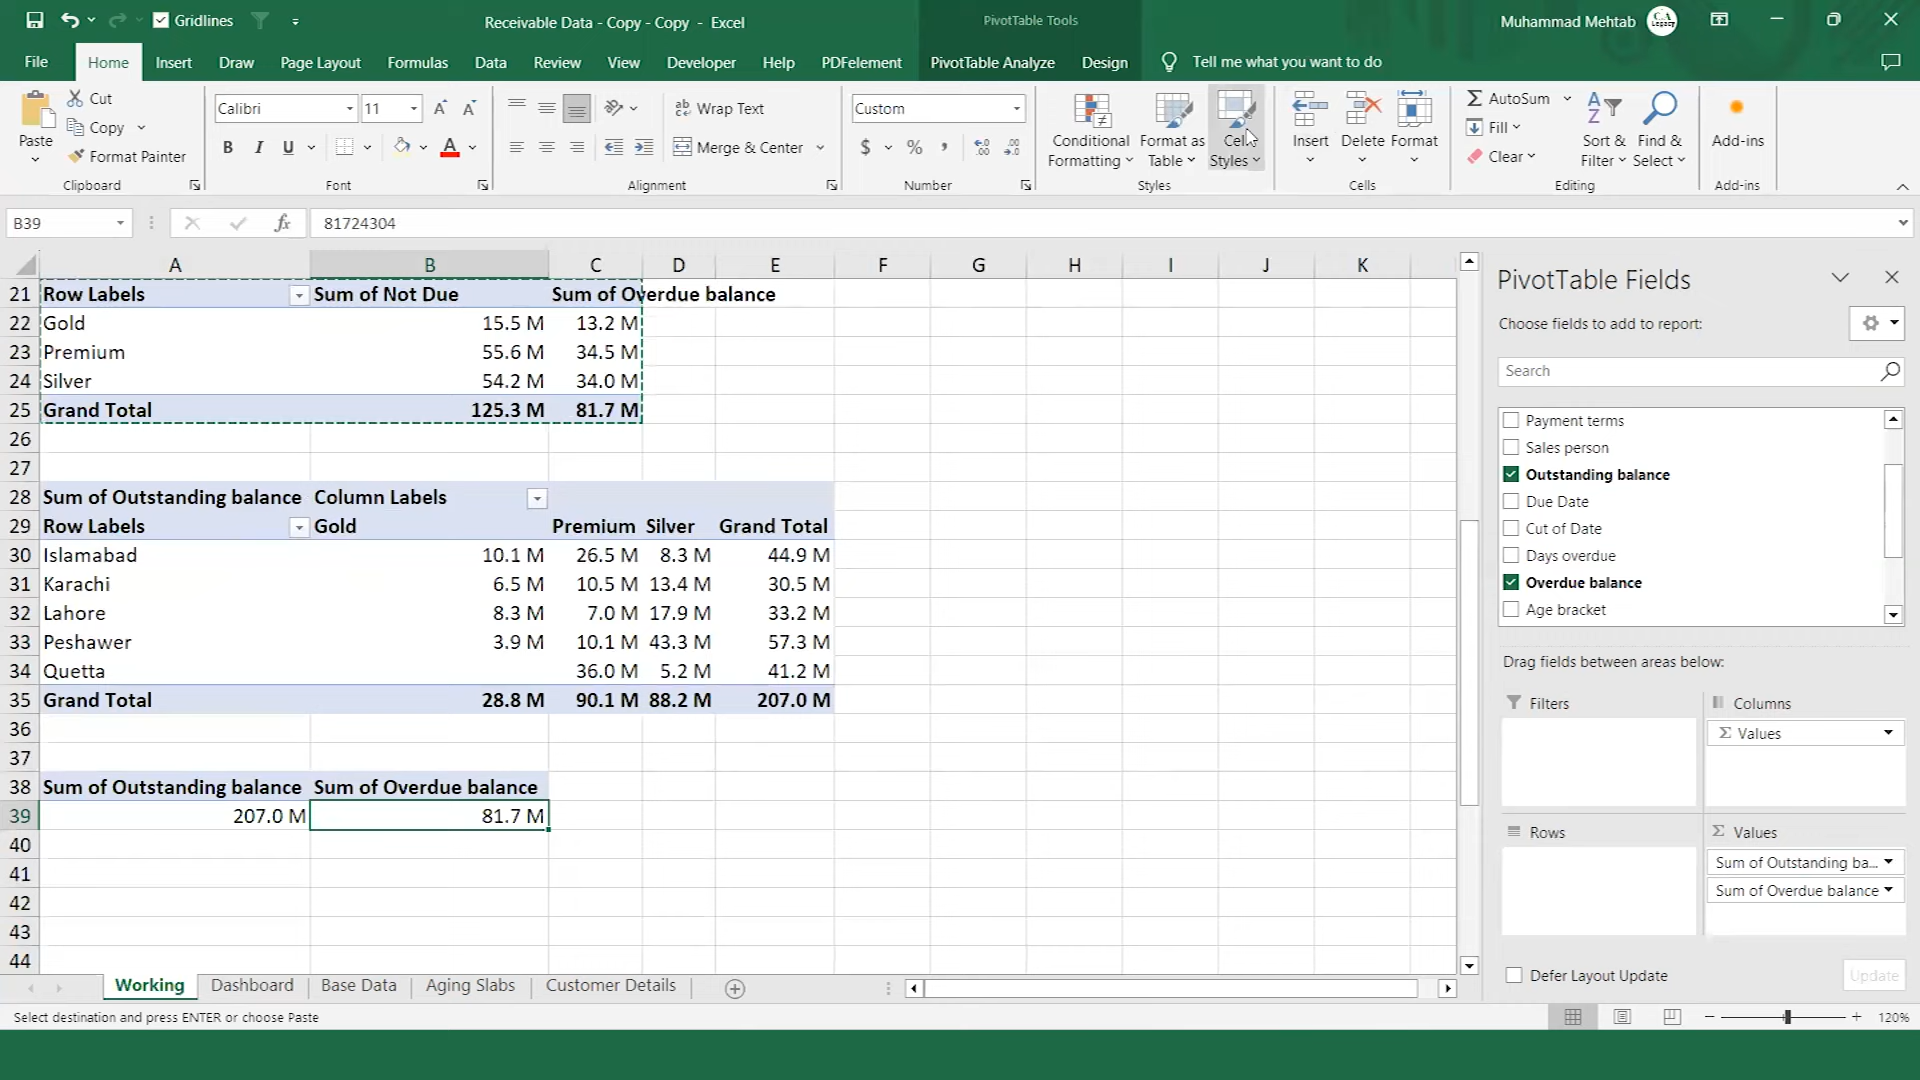 Gridlines
Receivable Data - Copy - Copy - Excel
PivotTable Tools
Muhammad Mehtab
CA
Legacy
File Home Insert Draw Page Layout Formulas Data Review View Developer Help PDFelement PivotTable Analyze Design Tell me what you want to do
Paste
Cut
Copy
Format Painter
Clipboard
Calibri 11
B I U A
Font
Wrap Text
Merge & Center
Alignment
Custom
$ % ,
Number
Conditional Formatting
Format as Table
Cell Styles
Styles
Insert Delete Format
Cells
AutoSum
Fill
Clear
Sort & Filter
Find & Select
Editing
Add-ins
Add-ins
B39 fx 81724304
A B C D E F G H I J K
21 Row Labels Sum of Not Due Sum of Overdue balance
22 Gold 15.5 M 13.2 M
23 Premium 55.6 M 34.5 M
24 Silver 54.2 M 34.0 M
25 Grand Total 125.3 M 81.7 M
26
27
28 Sum of Outstanding balance Column Labels
29 Row Labels Gold Premium Silver Grand Total
30 Islamabad 10.1 M 26.5 M 8.3 M 44.9 M
31 Karachi 6.5 M 10.5 M 13.4 M 30.5 M
32 Lahore 8.3 M 7.0 M 17.9 M 33.2 M
33 Peshawer 3.9 M 10.1 M 43.3 M 57.3 M
34 Quetta 36.0 M 5.2 M 41.2 M
35 Grand Total 28.8 M 90.1 M 88.2 M 207.0 M
36
37
38 Sum of Outstanding balance Sum of Overdue balance
39 207.0 M 81.7 M
40
41
42
43
44
PivotTable Fields
Choose fields to add to report:
Search
Payment terms
Sales person
Outstanding balance
Due Date
Cut of Date
Days overdue
Overdue balance
Age bracket
Drag fields between areas below:
Filters
Columns
Σ Values
Rows
Σ Values
Sum of Outstanding ba...
Sum of Overdue balance
Defer Layout Update
Update
Working Dashboard Base Data Aging Slabs Customer Details
Select destination and press ENTER or choose Paste
120%